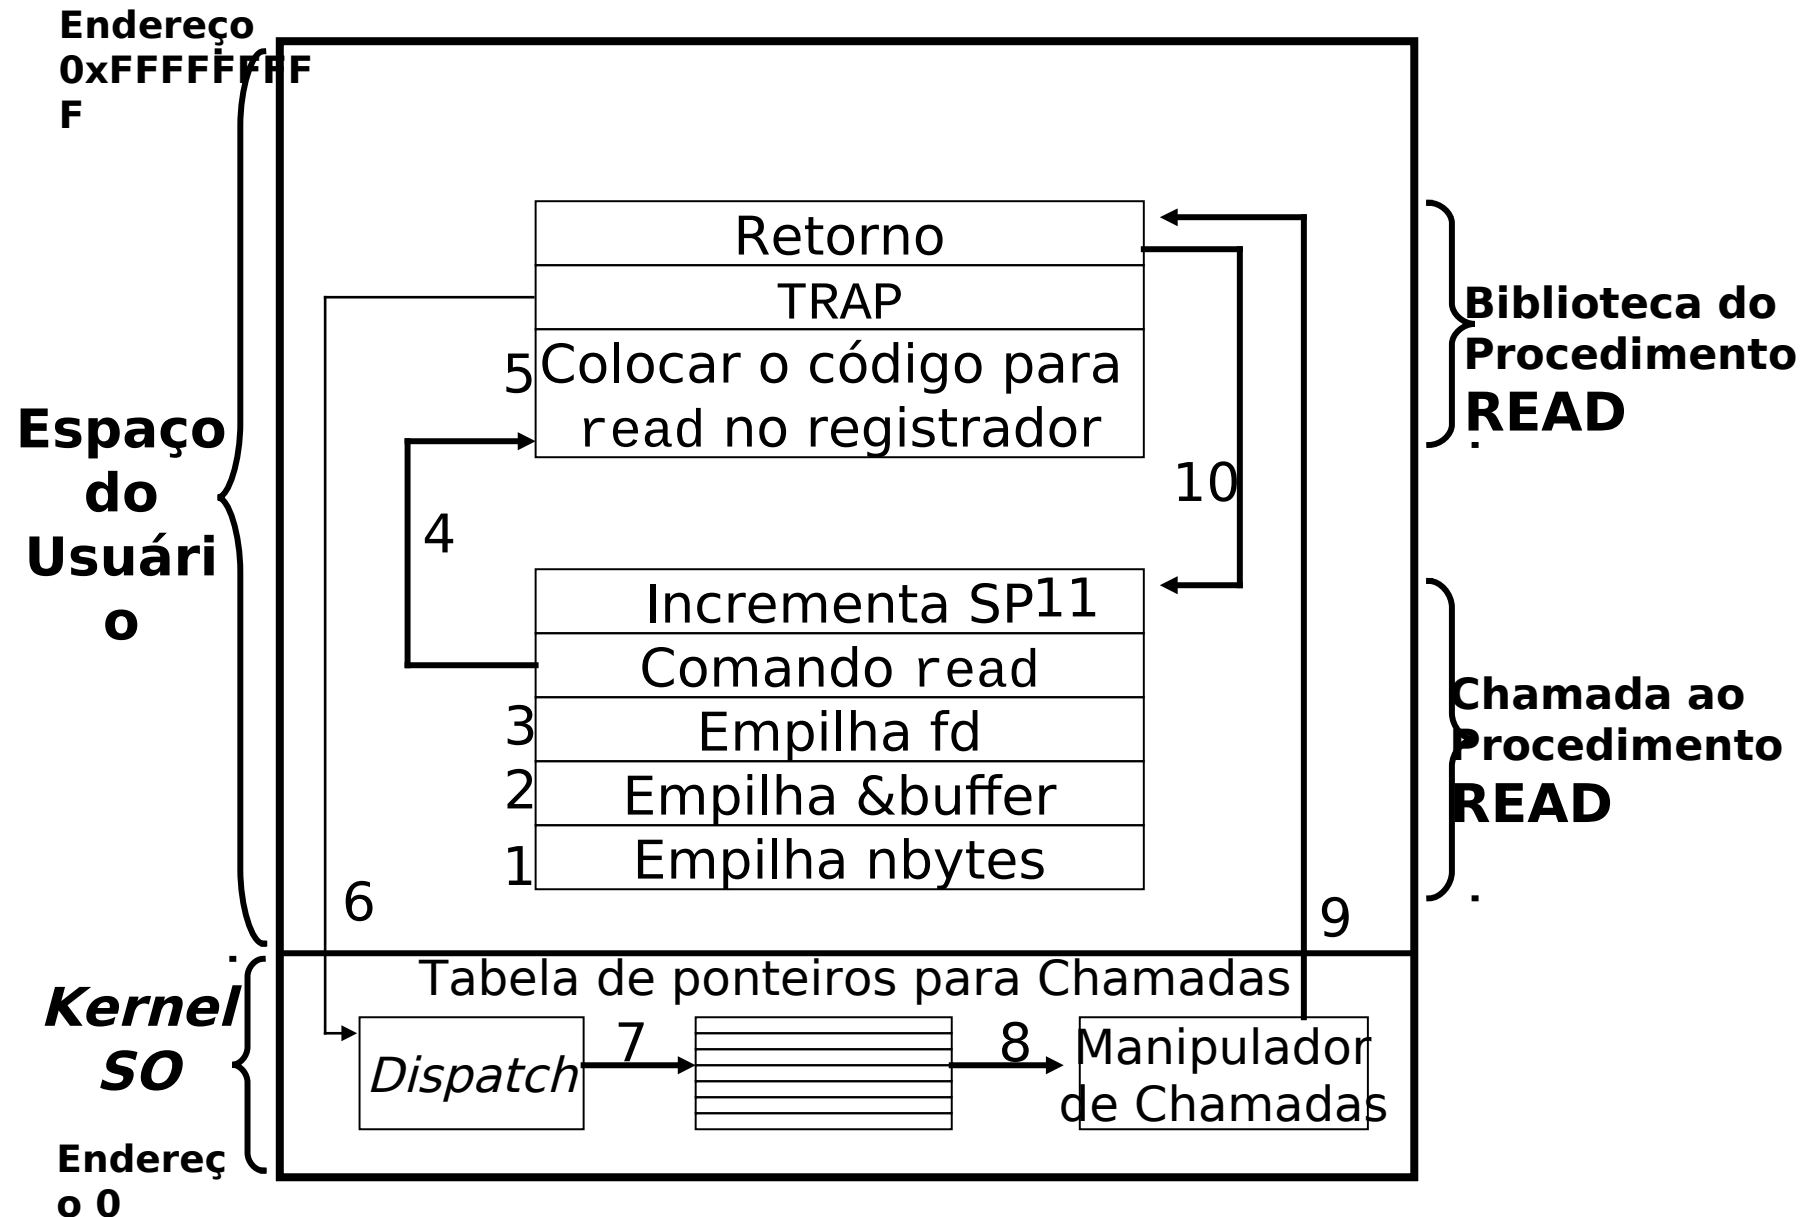 Endereço
0xFFFFFFFF
F
Retorno
TRAP
5
Colocar o código para
read no registrador
Biblioteca do
Procedimento
READ
.
Espaço
do
Usuári
o
4
10
Incrementa SP
11
Comando read
3
Empilha fd
2
Empilha &buffer
1
Empilha nbytes
Chamada ao
Procedimento
READ
.
6
9
.
Tabela de ponteiros para Chamadas
Kernel
SO
Dispatch
7
8
Manipulador
de Chamadas
Endereç
o 0